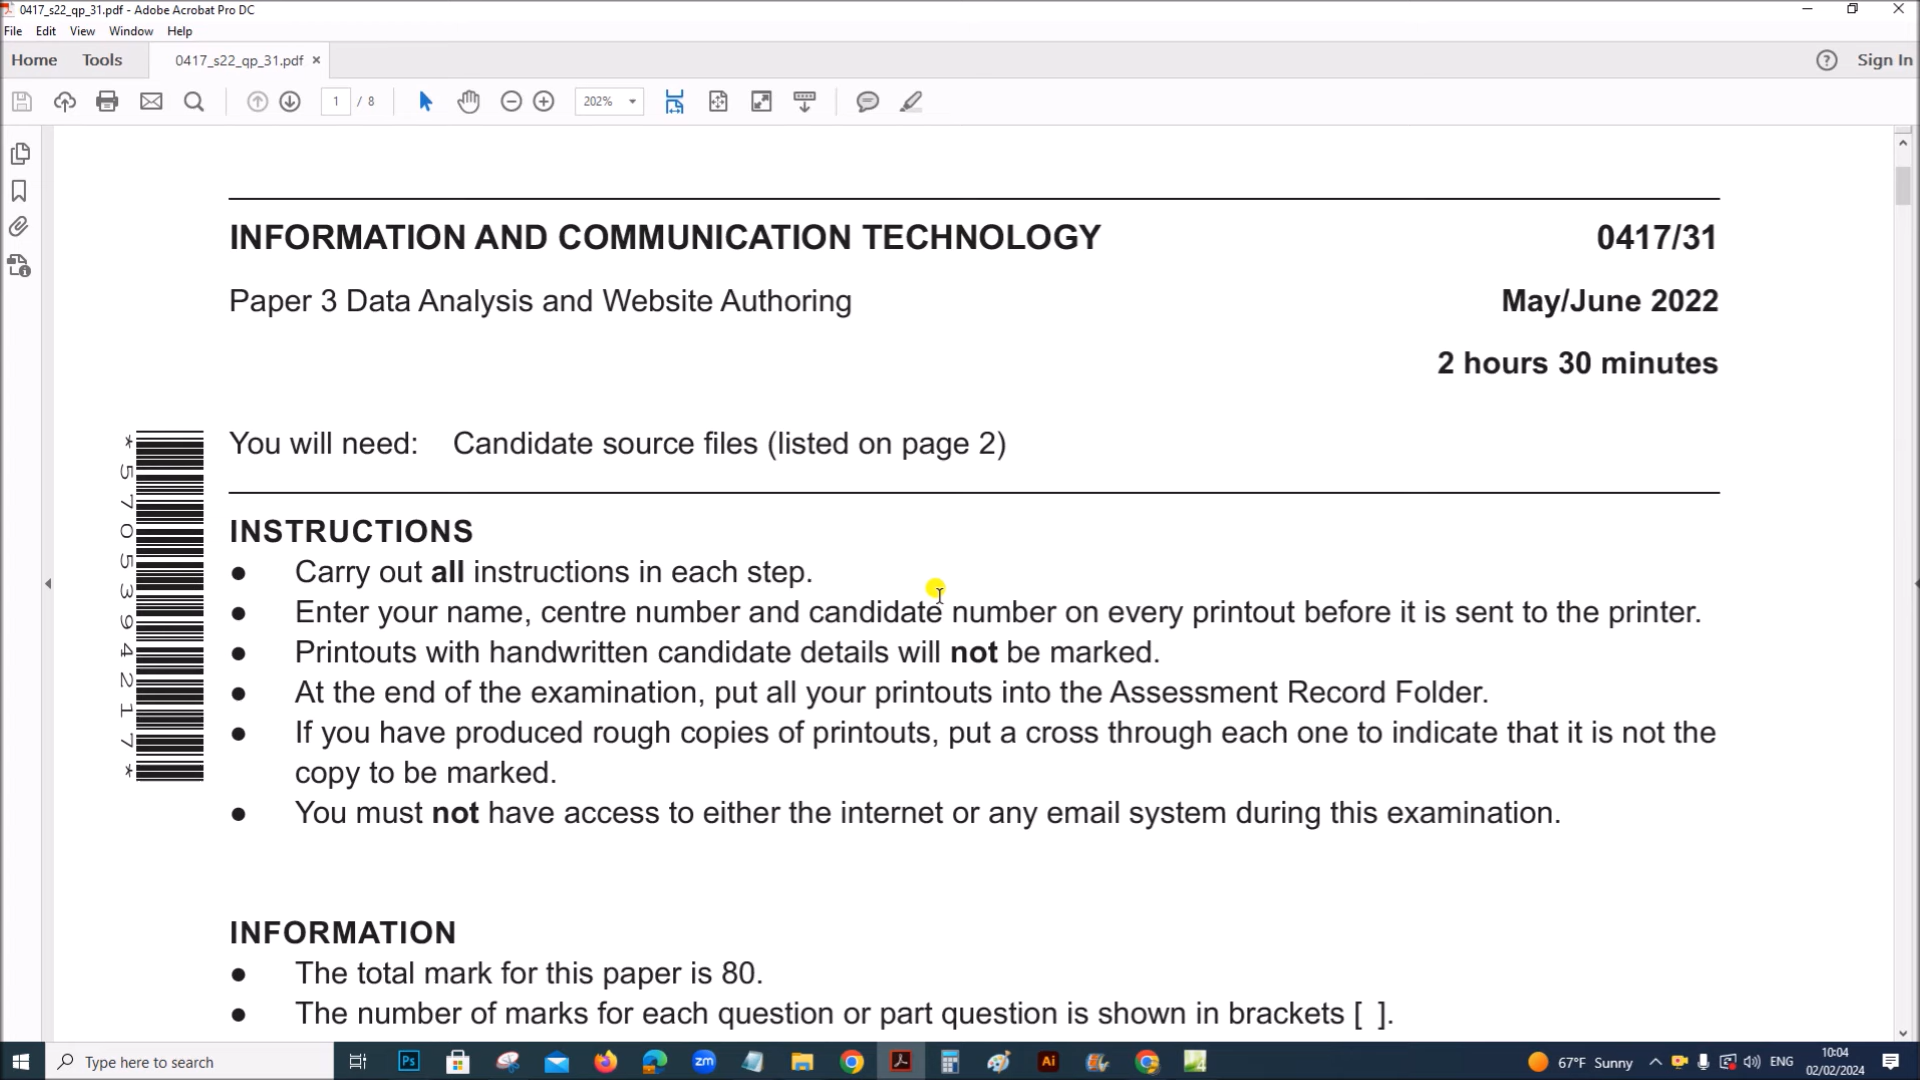 0417_s22_qp_31.pdf - Adobe Acrobat Pro DC
File Edit View Window Help
Home Tools 0417_s22_qp_31.pdf × Sign In
1 / 8 202%
INFORMATION AND COMMUNICATION TECHNOLOGY 0417/31
Paper 3 Data Analysis and Website Authoring May/June 2022
2 hours 30 minutes
You will need: Candidate source files (listed on page 2)
*5705394217*
INSTRUCTIONS
● Carry out all instructions in each step.
● Enter your name, centre number and candidate number on every printout before it is sent to the printer.
● Printouts with handwritten candidate details will not be marked.
● At the end of the examination, put all your printouts into the Assessment Record Folder.
● If you have produced rough copies of printouts, put a cross through each one to indicate that it is not the
copy to be marked.
● You must not have access to either the internet or any email system during this examination.
INFORMATION
● The total mark for this paper is 80.
● The number of marks for each question or part question is shown in brackets [ ].
Type here to search Ps zm Ai 67°F Sunny ENG 10:04
02/02/2024